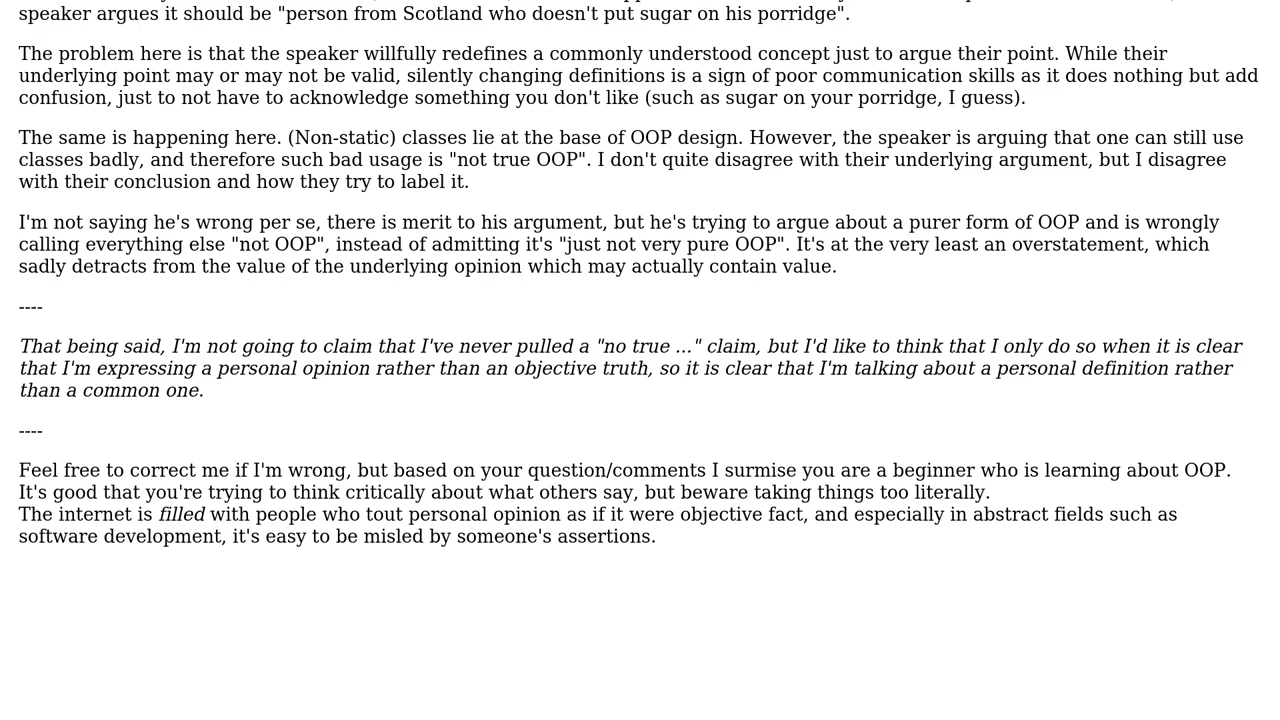 speaker argues it should be "person from Scotland who doesn't put sugar on his porridge".
The problem here is that the speaker willfully redefines a commonly understood concept just to argue their point. While their
underlying point may or may not be valid, silently changing definitions is a sign of poor communication skills as it does nothing but add
confusion, just to not have to acknowledge something you don't like (such as sugar on your porridge, I guess).
The same is happening here. (Non-static) classes lie at the base of OOP design. However, the speaker is arguing that one can still use
classes badly, and therefore such bad usage is "not true OOP". I don't quite disagree with their underlying argument, but I disagree
with their conclusion and how they try to label it.
I'm not saying he's wrong per se, there is merit to his argument, but he's trying to argue about a purer form of OOP and is wrongly
calling everything else "not OOP", instead of admitting it's "just not very pure OOP". It's at the very least an overstatement, which
sadly detracts from the value of the underlying opinion which may actually contain value.
----
That being said, I'm not going to claim that I've never pulled a "no true ..." claim, but I'd like to think that I only do so when it is clear
that I'm expressing a personal opinion rather than an objective truth, so it is clear that I'm talking about a personal definition rather
than a common one.
----
Feel free to correct me if I'm wrong, but based on your question/comments I surmise you are a beginner who is learning about OOP.
It's good that you're trying to think critically about what others say, but beware taking things too literally.
The internet is filled with people who tout personal opinion as if it were objective fact, and especially in abstract fields such as
software development, it's easy to be misled by someone's assertions.